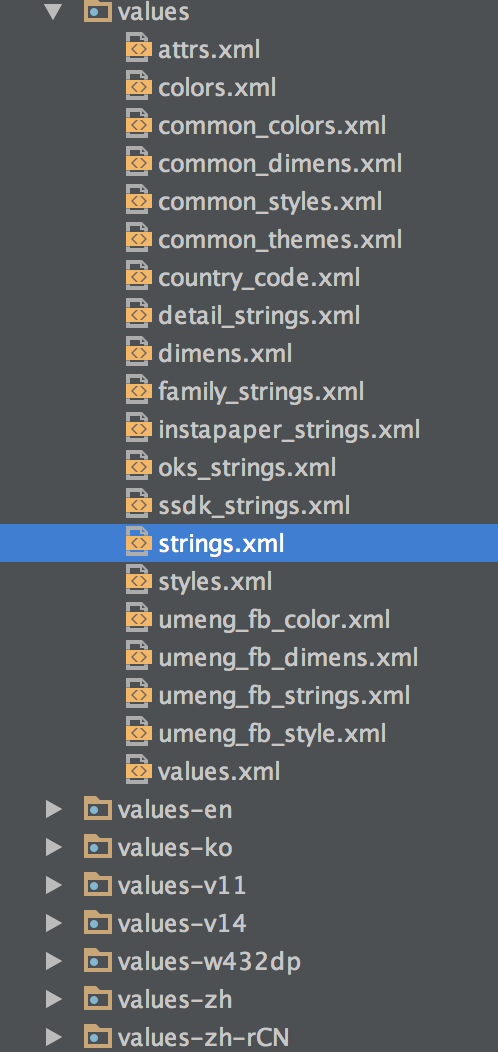 values
attrs.xml
colors.xml
common_colors.xml
common_dimens.xml
common_styles.xml
common_themes.xml
country_code.xml
detail_strings.xml
dimens.xml
family_strings.xml
instapaper_strings.xml
oks_strings.xml
ssdk_strings.xml
strings.xml
styles.xml
umeng_fb_color.xml
umeng_fb_dimens.xml
umeng_fb_strings.xml
umeng_fb_style.xml
values.xml
values-en
values-ko
values-v11
values-v14
values-w432dp
values-zh
values-zh-rCN